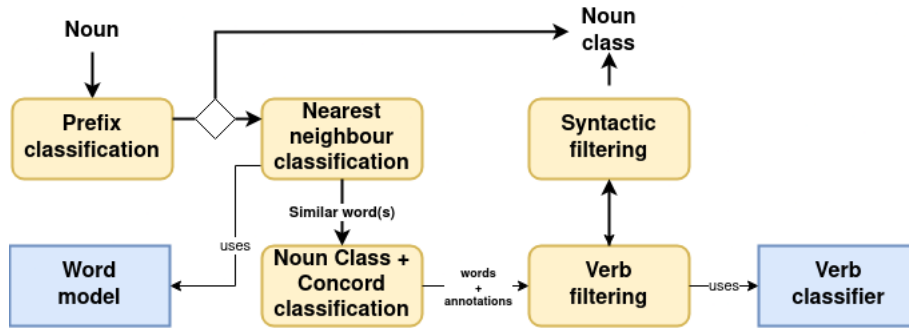 Noun
Noun
class
Prefix
classification
Nearest
neighbour
classification
Syntactic
filtering
Similar word(s)
uses
Word
model
Noun Class +
Concord
classification
words
+
annotations
Verb
filtering
uses
Verb
classifier